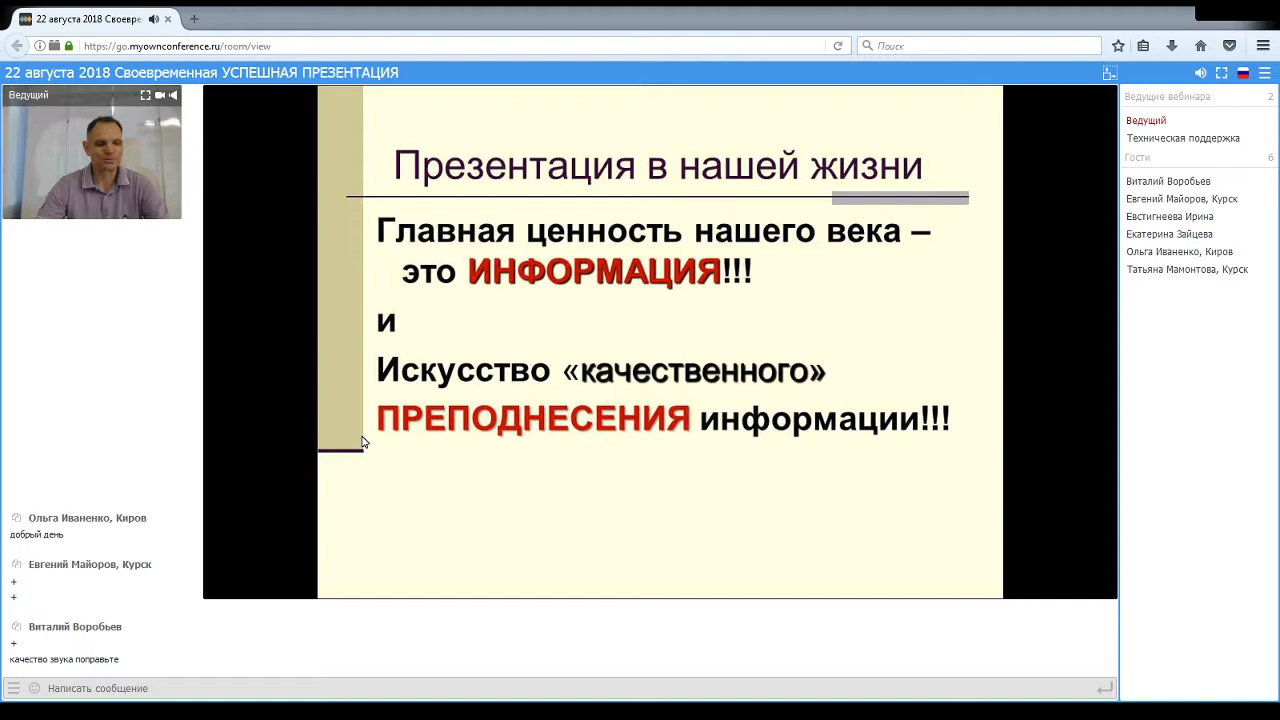 22 августа 2018 Своевре
https://go.myownconference.ru/room/view
Поиск
22 августа 2018 Своевременная УСПЕШНАЯ ПРЕЗЕНТАЦИЯ
Ведущий
Презентация в нашей жизни
Главная ценность нашего века –
это ИНФОРМАЦИЯ!!!
и
Искусство «качественного»
ПРЕПОДНЕСЕНИЯ информации!!!
Ведущие вебинара 2
Ведущий
Техническая поддержка
Гости 6
Виталий Воробьев
Евгений Майоров, Курск
Евстигнеева Ирина
Екатерина Зайцева
Ольга Иваненко, Киров
Татьяна Мамонтова, Курск
Ольга Иваненко, Киров
добрый день
Евгений Майоров, Курск
+
+
Виталий Воробьев
+
качество звука поправьте
Написать сообщение